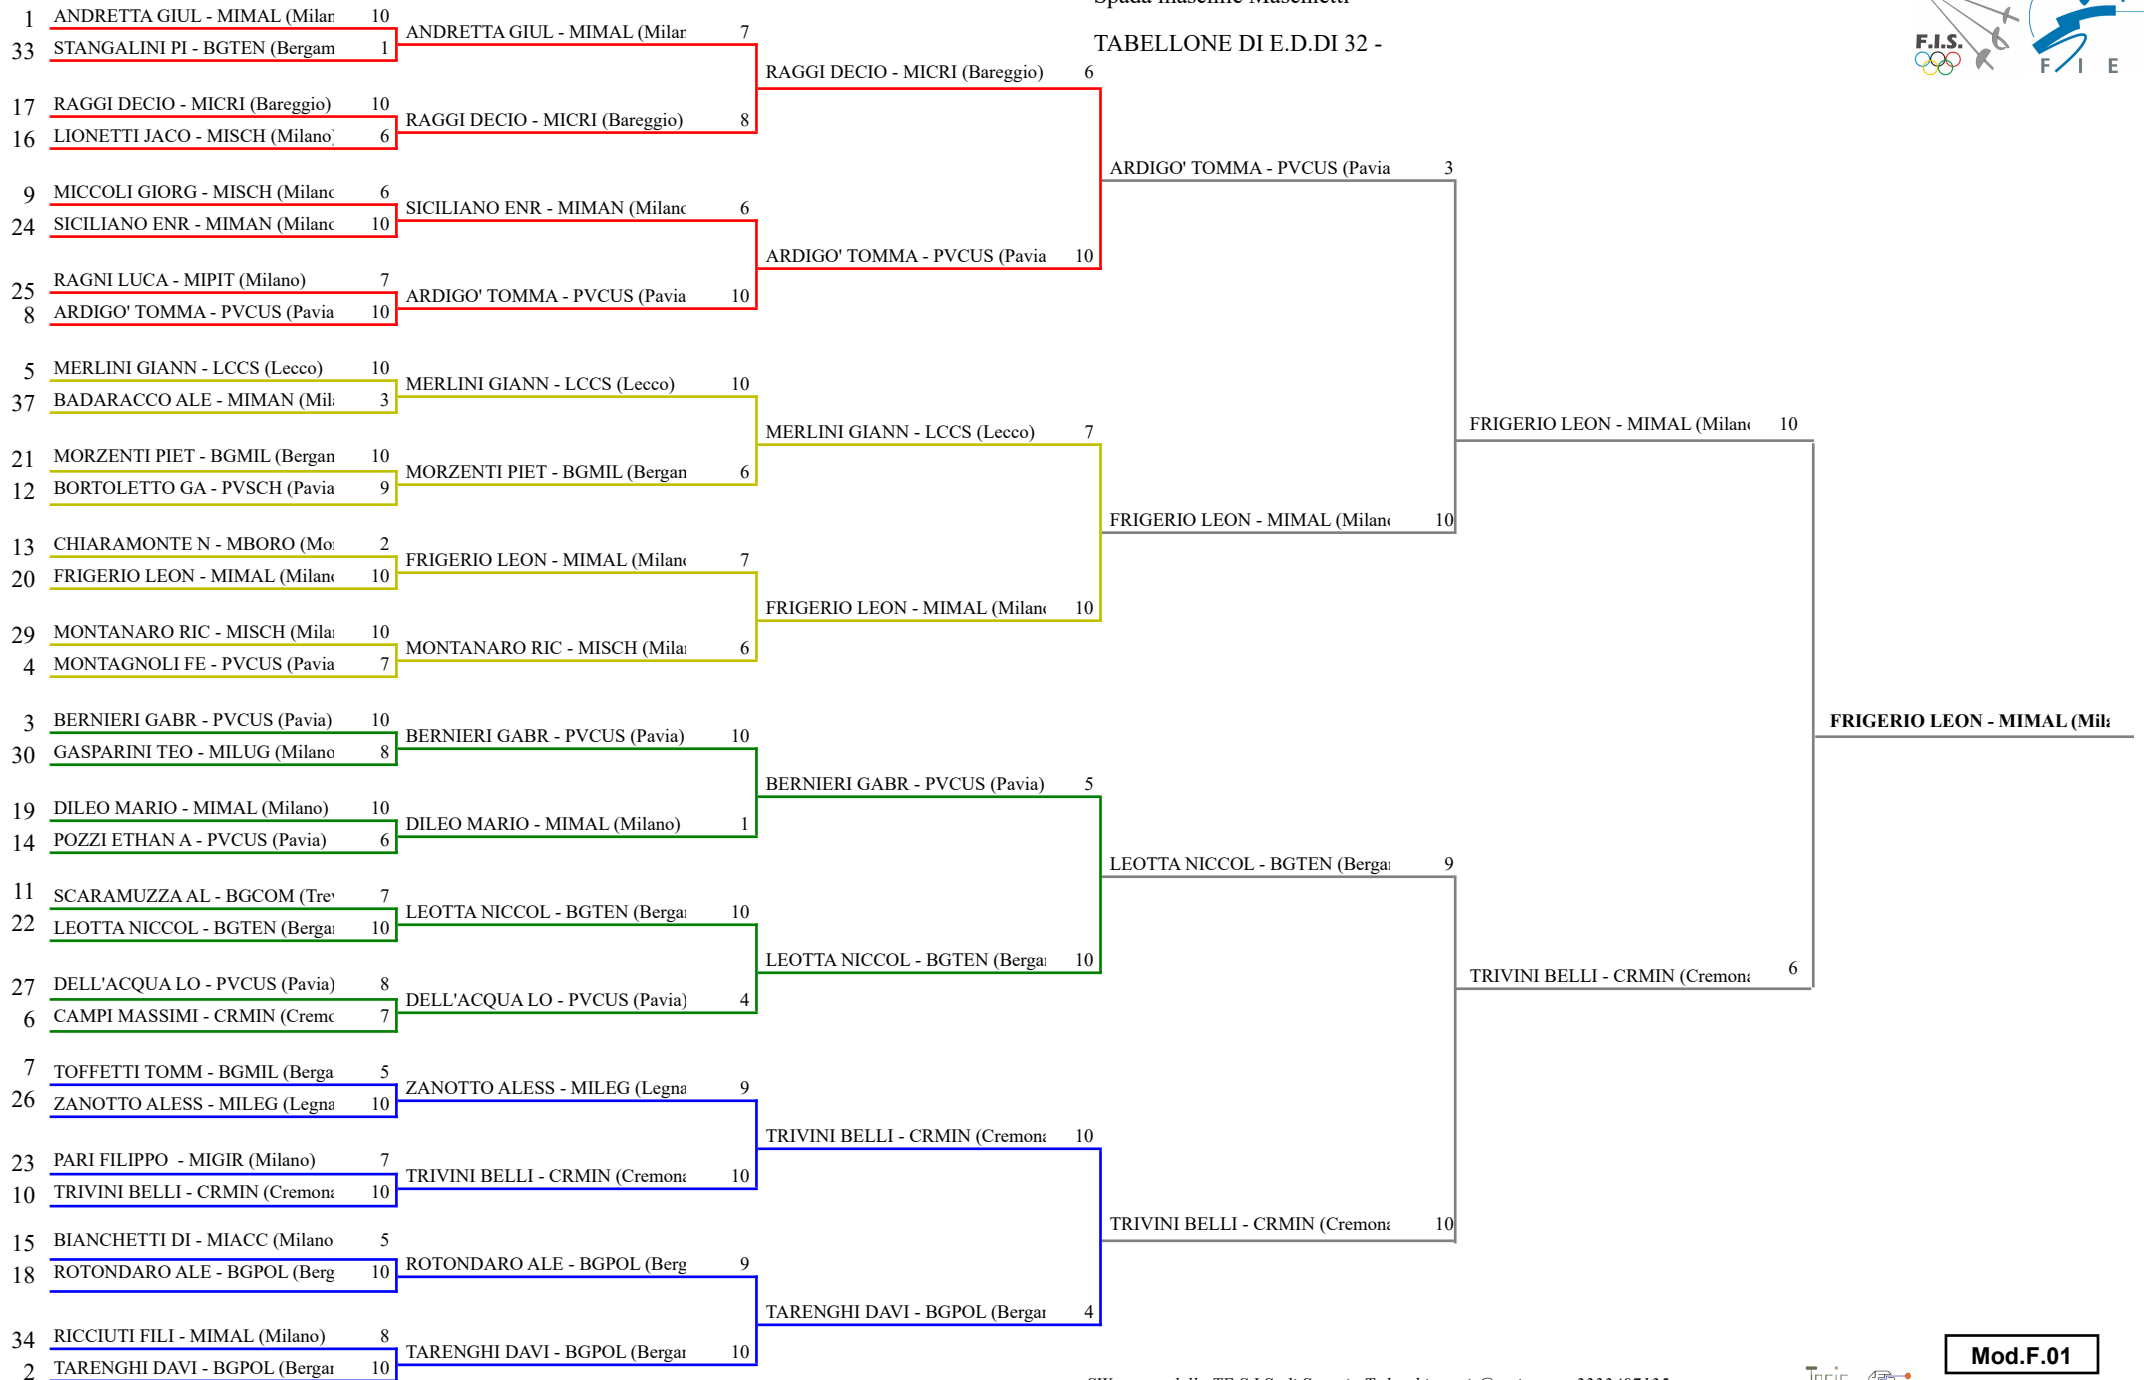 Spada maschile Maschietti
TABELLONE DI E.D.DI 32 -
F.I.S.
F I E
1 ANDRETTA GIUL - MIMAL (Milan 10
33 STANGALINI PI - BGTEN (Bergam 1
17 RAGGI DECIO - MICRI (Bareggio) 10
16 LIONETTI JACO - MISCH (Milano) 6
9 MICCOLI GIORG - MISCH (Milano 6
24 SICILIANO ENR - MIMAN (Milano 10
25 RAGNI LUCA - MIPIT (Milano) 7
8 ARDIGO' TOMMA - PVCUS (Pavia 10
5 MERLINI GIANN - LCCS (Lecco) 10
37 BADARACCO ALE - MIMAN (Mila 3
21 MORZENTI PIET - BGMIL (Bergam 10
12 BORTOLETTO GA - PVSCH (Pavia 9
13 CHIARAMONTE N - MBORO (Mon 2
20 FRIGERIO LEON - MIMAL (Milano 10
29 MONTANARO RIC - MISCH (Milan 10
4 MONTAGNOLI FE - PVCUS (Pavia 7
3 BERNIERI GABR - PVCUS (Pavia) 10
30 GASPARINI TEO - MILUG (Milano 8
19 DILEO MARIO - MIMAL (Milano) 10
14 POZZI ETHAN A - PVCUS (Pavia) 6
11 SCARAMUZZA AL - BGCOM (Trev 7
22 LEOTTA NICCOL - BGTEN (Bergam 10
27 DELL'ACQUA LO - PVCUS (Pavia) 8
6 CAMPI MASSIMI - CRMIN (Cremo 7
7 TOFFETTI TOMM - BGMIL (Berga 5
26 ZANOTTO ALESS - MILEG (Legna 10
23 PARI FILIPPO - MIGIR (Milano) 7
10 TRIVINI BELLI - CRMIN (Cremona 10
15 BIANCHETTI DI - MIACC (Milano 5
18 ROTONDARO ALE - BGPOL (Berg 10
34 RICCIUTI FILI - MIMAL (Milano) 8
2 TARENGHI DAVI - BGPOL (Bergam 10
ANDRETTA GIUL - MIMAL (Milan 7
RAGGI DECIO - MICRI (Bareggio) 8
SICILIANO ENR - MIMAN (Milano 6
ARDIGO' TOMMA - PVCUS (Pavia 10
MERLINI GIANN - LCCS (Lecco) 10
MORZENTI PIET - BGMIL (Bergam 6
FRIGERIO LEON - MIMAL (Milano 7
MONTANARO RIC - MISCH (Milan 6
BERNIERI GABR - PVCUS (Pavia) 10
DILEO MARIO - MIMAL (Milano) 1
LEOTTA NICCOL - BGTEN (Bergam 10
DELL'ACQUA LO - PVCUS (Pavia) 4
ZANOTTO ALESS - MILEG (Legna 9
TRIVINI BELLI - CRMIN (Cremona 10
ROTONDARO ALE - BGPOL (Berg 9
TARENGHI DAVI - BGPOL (Bergam 10
RAGGI DECIO - MICRI (Bareggio) 6
ARDIGO' TOMMA - PVCUS (Pavia 10
MERLINI GIANN - LCCS (Lecco) 7
FRIGERIO LEON - MIMAL (Milano 10
BERNIERI GABR - PVCUS (Pavia) 5
LEOTTA NICCOL - BGTEN (Bergam 10
TRIVINI BELLI - CRMIN (Cremona 10
TARENGHI DAVI - BGPOL (Bergam 4
ARDIGO' TOMMA - PVCUS (Pavia 3
FRIGERIO LEON - MIMAL (Milano 10
LEOTTA NICCOL - BGTEN (Bergam 9
TRIVINI BELLI - CRMIN (Cremona 10
FRIGERIO LEON - MIMAL (Milano 10
TRIVINI BELLI - CRMIN (Cremona 6
FRIGERIO LEON - MIMAL (Mila
Mod.F.01